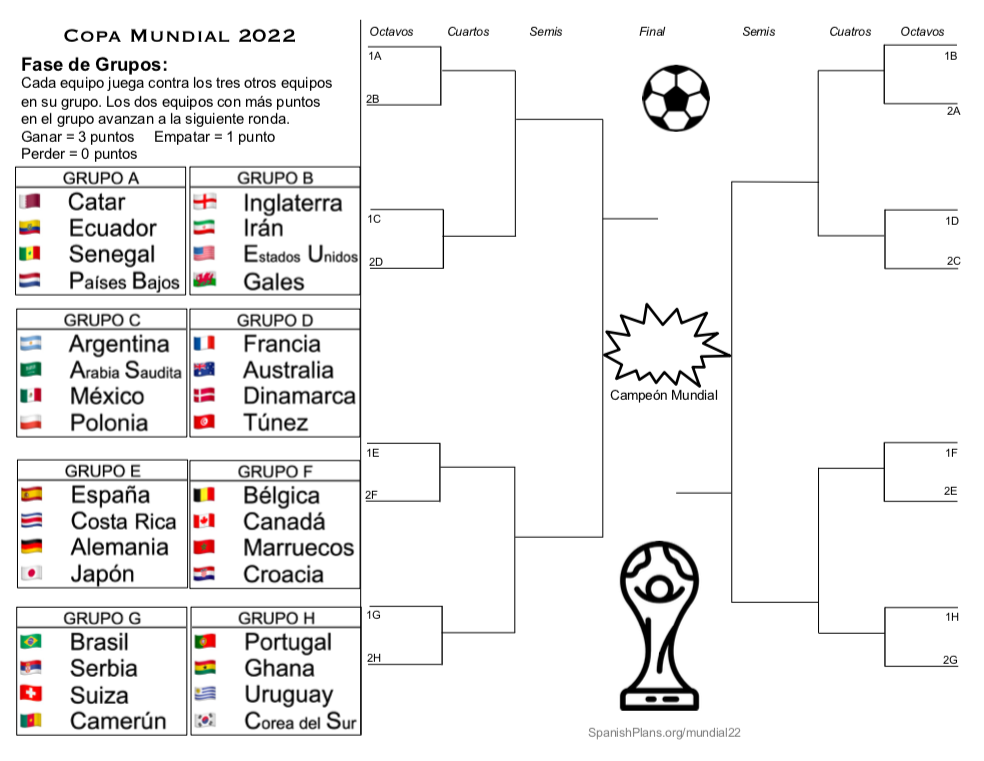 Copa Mundial 2022
Fase de Grupos:
Cada equipo juega contra los tres otros equipos
en su grupo. Los dos equipos con más puntos
en el grupo avanzan a la siguiente ronda.
Ganar = 3 puntos Empatar = 1 punto
Perder = 0 puntos
GRUPO A
Catar
Ecuador
Senegal
Países Bajos
GRUPO B
Inglaterra
Irán
Estados Unidos
Gales
GRUPO C
Argentina
Arabia Saudita
México
Polonia
GRUPO D
Francia
Australia
Dinamarca
Túnez
GRUPO E
España
Costa Rica
Alemania
Japón
GRUPO F
Bélgica
Canadá
Marruecos
Croacia
GRUPO G
Brasil
Serbia
Suiza
Camerún
GRUPO H
Portugal
Ghana
Uruguay
Corea del Sur
Octavos Cuartos Semis Final Semis Cuatros Octavos
1A
2B
1C
2D
1E
2F
1G
2H
Campeón Mundial
1B
2A
1D
2C
1F
2E
1H
2G
SpanishPlans.org/mundial22